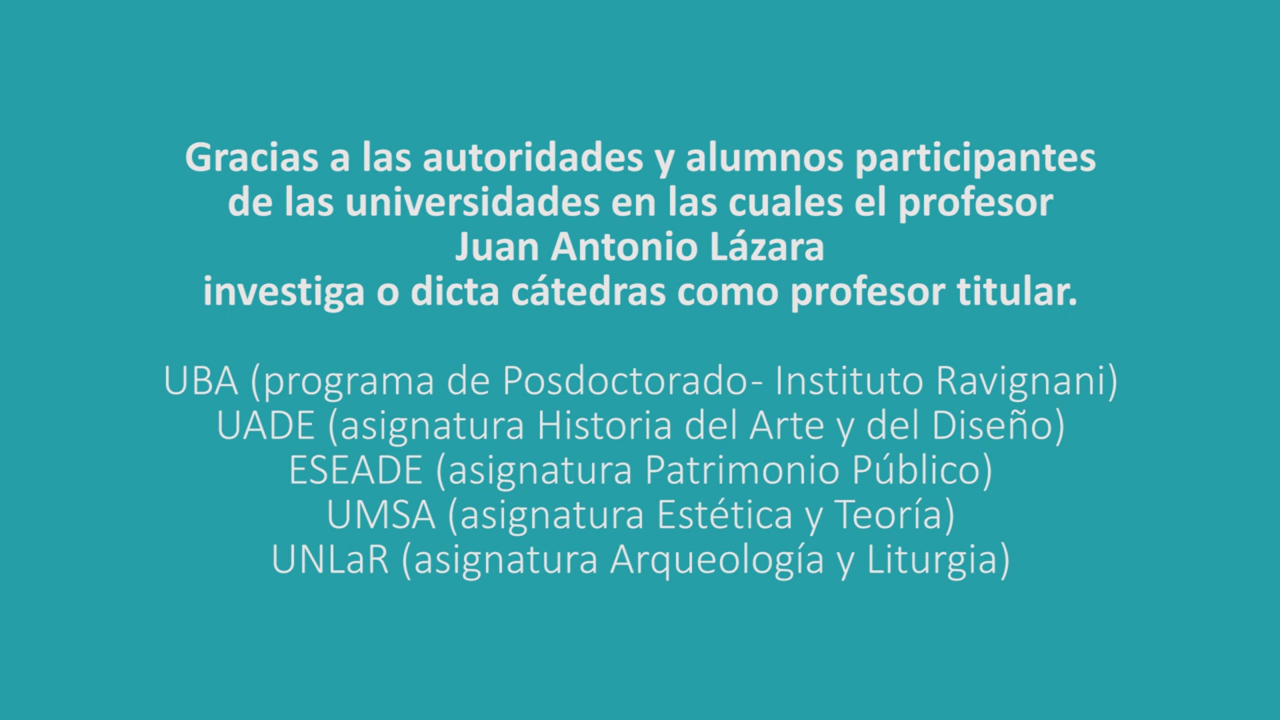 Gracias a las autoridades y alumnos participantes
de las universidades en las cuales el profesor
Juan Antonio Lázara
investiga o dicta cátedras como profesor titular.
UBA (programa de Posdoctorado- Instituto Ravignani)
UADE (asignatura Historia del Arte y del Diseño)
ESEADE (asignatura Patrimonio Público)
UMSA (asignatura Estética y Teoría)
UNLaR (asignatura Arqueología y Liturgia)